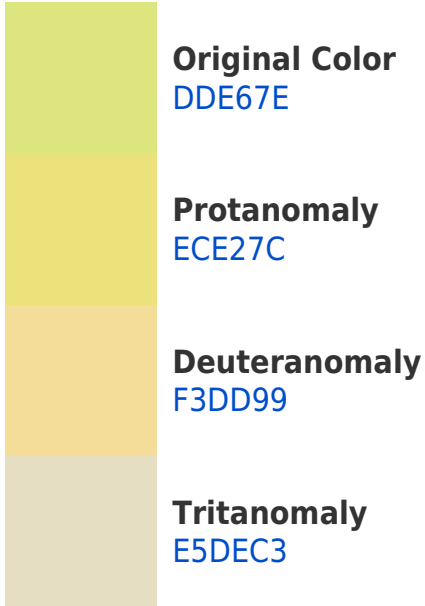 Original Color
DDE67E
Protanomaly
ECE27C
Deuteranomaly
F3DD99
Tritanomaly
E5DEC3